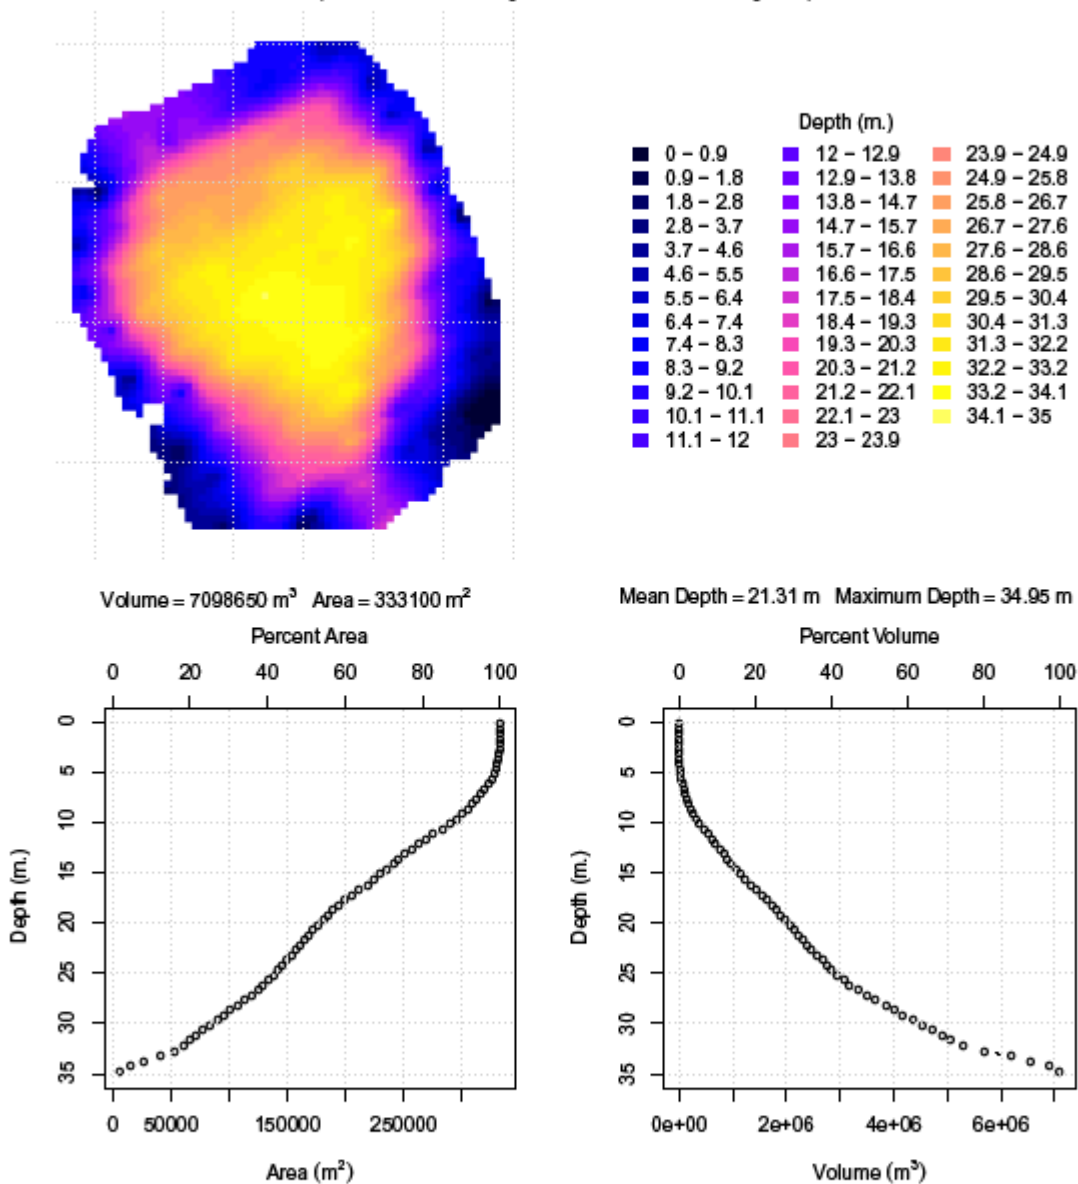 Depth (m.)
0 – 0.9
0.9 – 1.8
1.8 – 2.8
2.8 – 3.7
3.7 – 4.6
4.6 – 5.5
5.5 – 6.4
6.4 – 7.4
7.4 – 8.3
8.3 – 9.2
9.2 – 10.1
10.1 – 11.1
11.1 – 12
12 – 12.9
12.9 – 13.8
13.8 – 14.7
14.7 – 15.7
15.7 – 16.6
16.6 – 17.5
17.5 – 18.4
18.4 – 19.3
19.3 – 20.3
20.3 – 21.2
21.2 – 22.1
22.1 – 23
23 – 23.9
23.9 – 24.9
24.9 – 25.8
25.8 – 26.7
26.7 – 27.6
27.6 – 28.6
28.6 – 29.5
29.5 – 30.4
30.4 – 31.3
31.3 – 32.2
32.2 – 33.2
33.2 – 34.1
34.1 – 35
Volume = 7098650 m³ Area = 333100 m²
Mean Depth = 21.31 m Maximum Depth = 34.95 m
Percent Area
0 20 40 60 80 100
Depth (m.)
0
5
10
15
20
25
30
35
0 50000 150000 250000
Area (m²)
Percent Volume
0 20 40 60 80 100
Depth (m.)
0
5
10
15
20
25
30
35
0e+00 2e+06 4e+06 6e+06
Volume (m³)